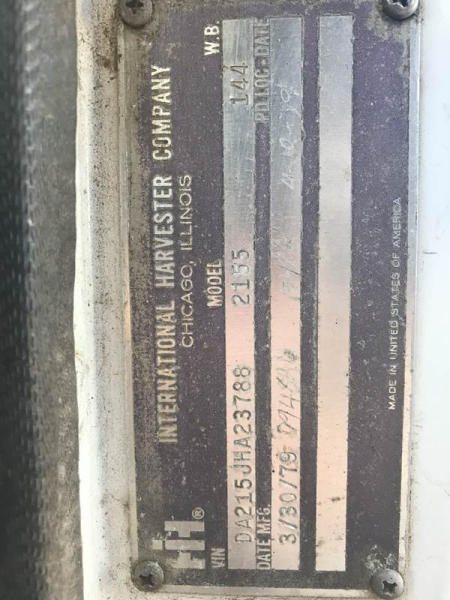 IH®
INTERNATIONAL HARVESTER COMPANY
CHICAGO, ILLINOIS
VIN MODEL W.B.
DA215JHA23788 2155 144
DATE MFG. PD LOC-DATE
3/30/79
MADE IN UNITED STATES OF AMERICA